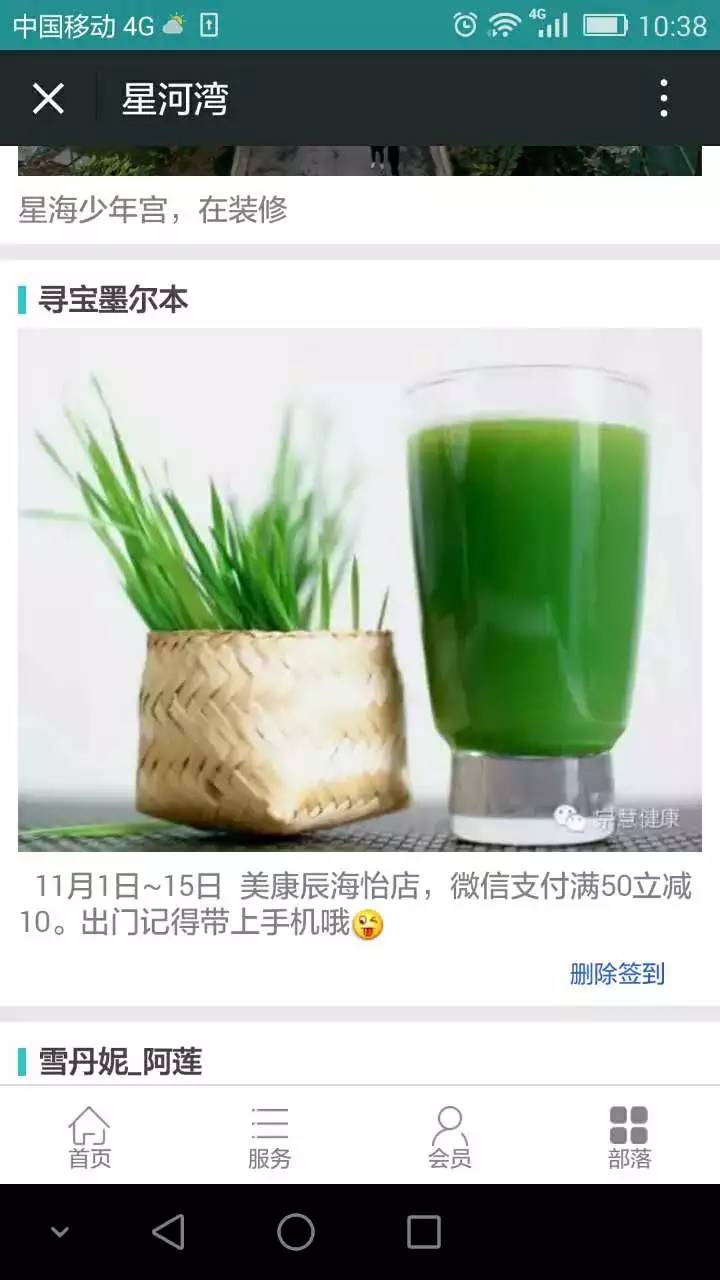 中国移动 4G
4G
10:38
星河湾
星海少年宫，在装修
寻宝墨尔本
宗慧健康
11月1日~15日 美康辰海怡店，微信支付满50立减
10。出门记得带上手机哦😜
删除签到
雪丹妮_阿莲
首页 服务 会员 部落